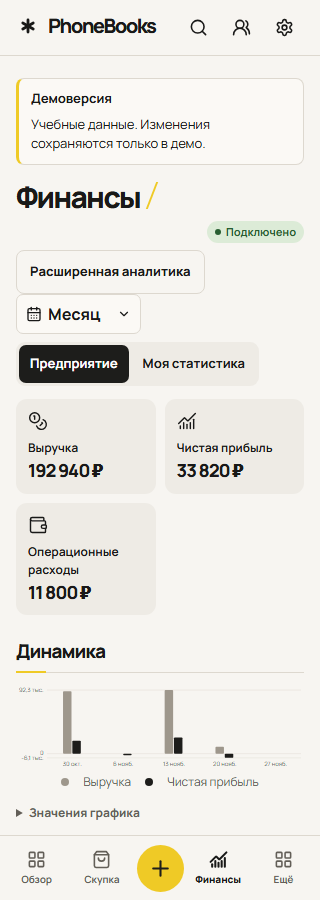 PhoneBooks
Демоверсия
Учебные данные. Изменения
сохраняются только в демо.
Финансы /
Подключено
Расширенная аналитика
Месяц
Предприятие Моя статистика
Выручка
192 940 ₽
Чистая прибыль
33 820 ₽
Операционные
расходы
11 800 ₽
Динамика
92,3 тыс.
0
-6,1 тыс.
30 окт. 6 нояб. 13 нояб. 20 нояб. 27 нояб.
Выручка Чистая прибыль
Значения графика
Обзор Скупка Финансы Ещё